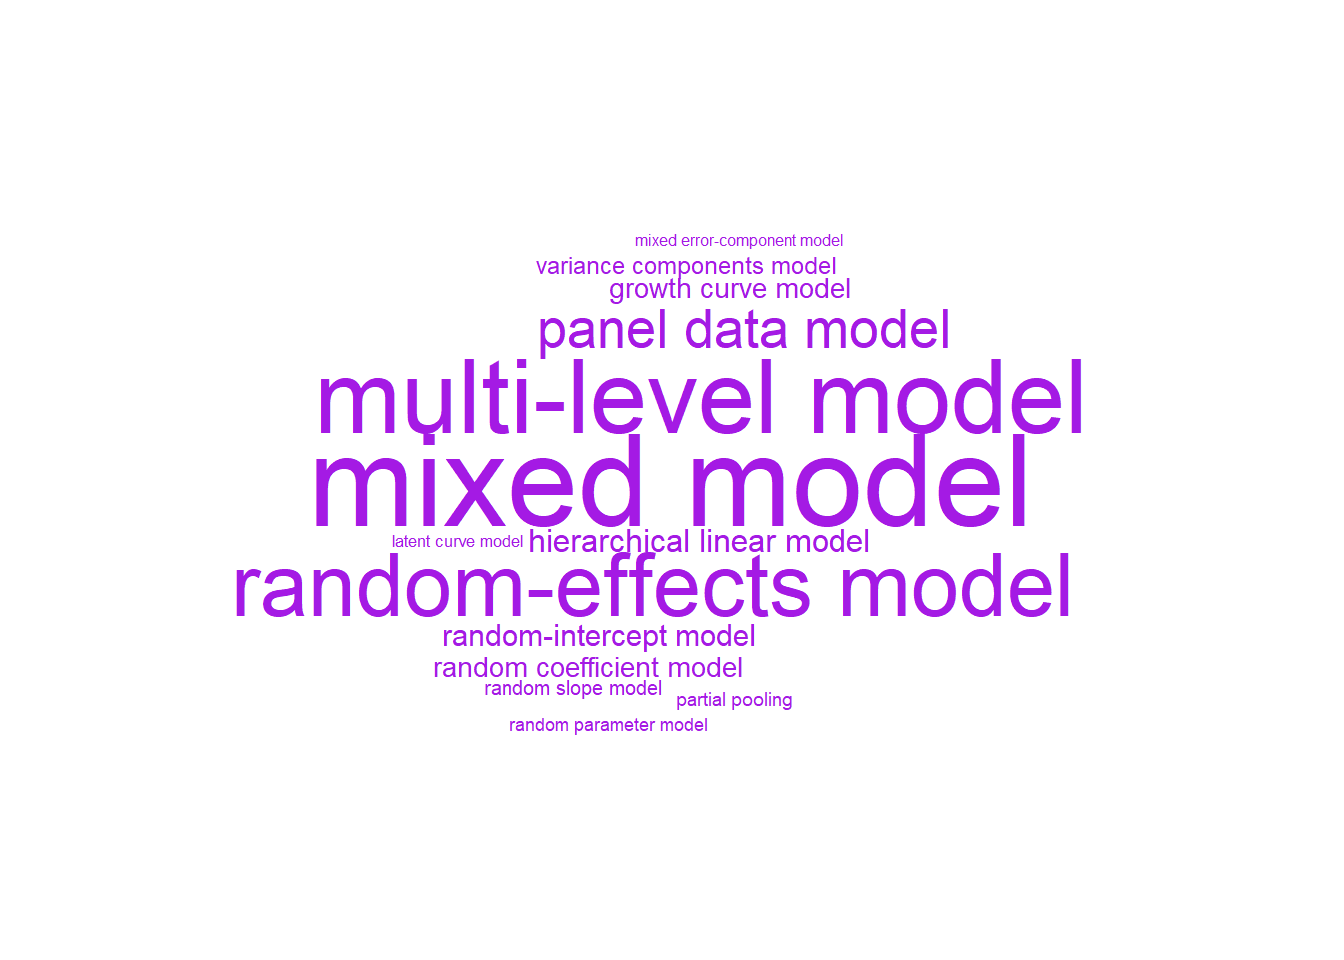 mixed error-component model
variance components model
growth curve model
panel data model
multi-level model
mixed model
latent curve model
hierarchical linear model
random-effects model
random-intercept model
random coefficient model
random slope model
partial pooling
random parameter model